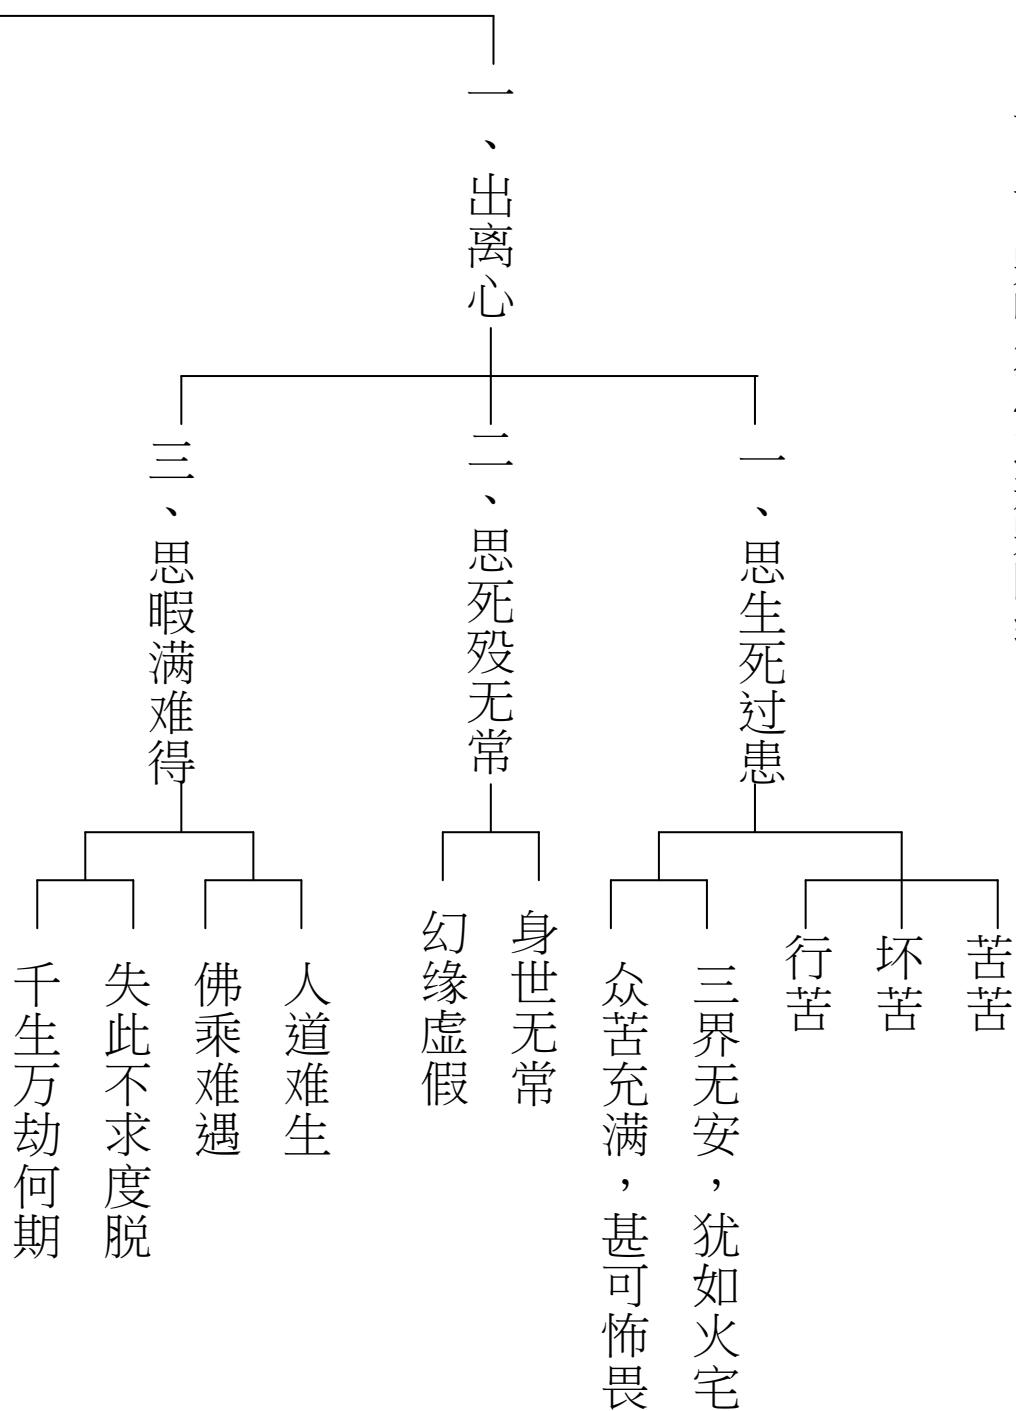 一、出离心
一、思生死过患
苦苦
坏苦
行苦
三界无安，犹如火宅
众苦充满，甚可怖畏
二、思死殁无常
身世无常
幻缘虚假
三、思暇满难得
人道难生
佛乘难遇
失此不求度脱
千生万劫何期